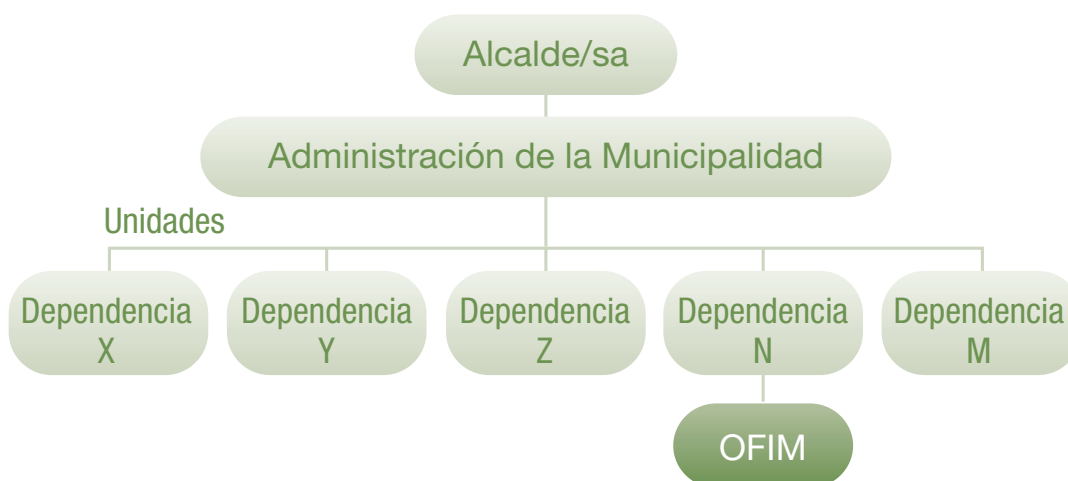 Alcalde/sa
Administración de la Municipalidad
Unidades
Dependencia
X
Dependencia
Y
Dependencia
Z
Dependencia
N
Dependencia
M
OFIM